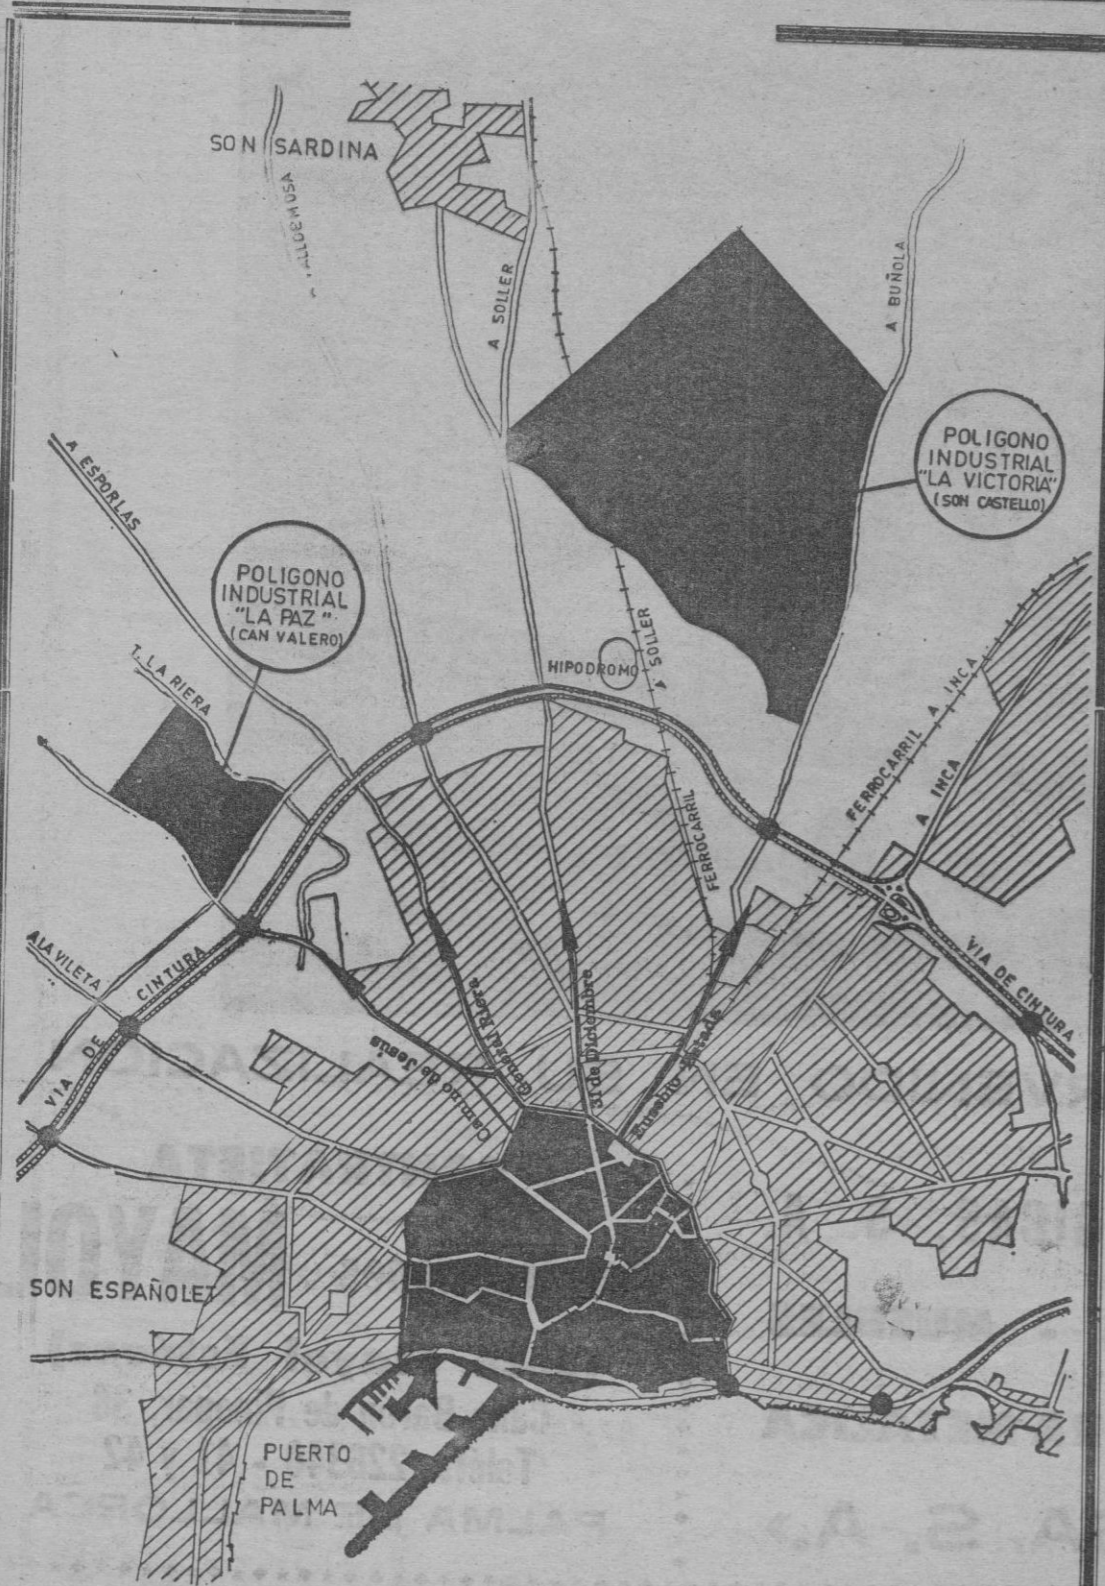 SON SARDINA
A VALLDEMOSA
A SOLLER
A BUÑOLA
A ESPORLAS
POLIGONO
INDUSTRIAL
"LA VICTORIA"
(SON CASTELLO)
POLIGONO
INDUSTRIAL
"LA PAZ"
(CAN VALERO)
T. LA RIERA
HIPODROMO
A SOLLER
FERROCARRIL
FERROCARRIL A INCA
A INCA
A LA VILETA
VIA DE CINTURA
VIA DE CINTURA
Camino de Jesús
General Riera
31 de Diciembre
Eusebio Estada
SON ESPAÑOLET
PUERTO
DE
PALMA